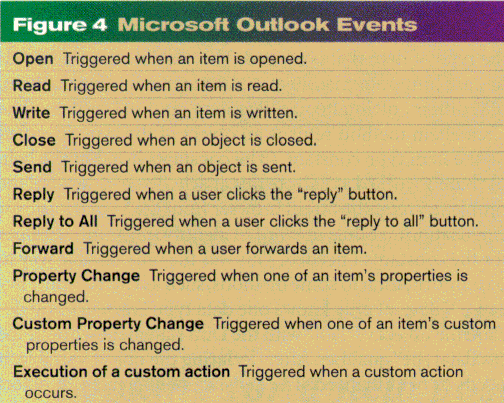 Figure 4 Microsoft Outlook Events
Open Triggered when an item is opened.
Read Triggered when an item is read.
Write Triggered when an item is written.
Close Triggered when an object is closed.
Send Triggered when an object is sent.
Reply Triggered when a user clicks the “reply” button.
Reply to All Triggered when a user clicks the “reply to all” button.
Forward Triggered when a user forwards an item.
Property Change Triggered when one of an item’s properties is
changed.
Custom Property Change Triggered when one of an item’s custom
properties is changed.
Execution of a custom action Triggered when a custom action
occurs.